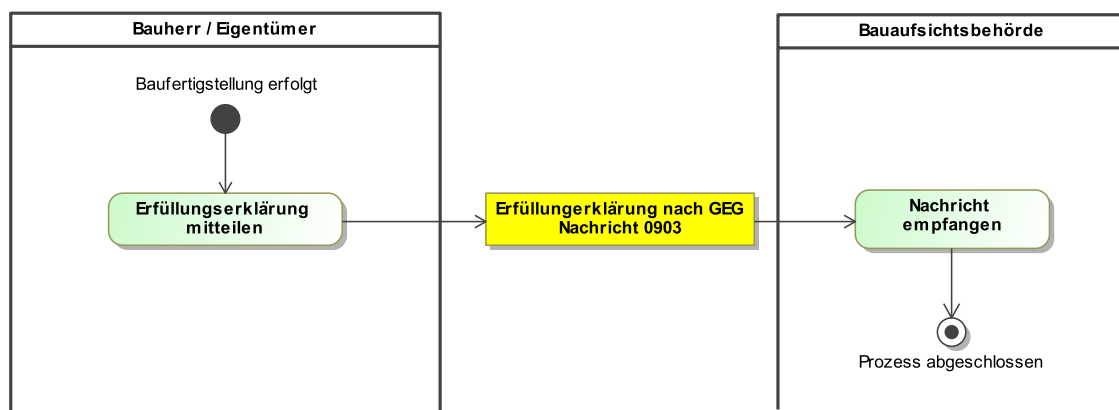 Bauherr / Eigentümer
Bauaufsichtsbehörde
Baufertigstellung erfolgt
Erfüllungserklärung
mitteilen
Erfüllungerklärung nach GEG
Nachricht 0903
Nachricht
empfangen
Prozess abgeschlossen